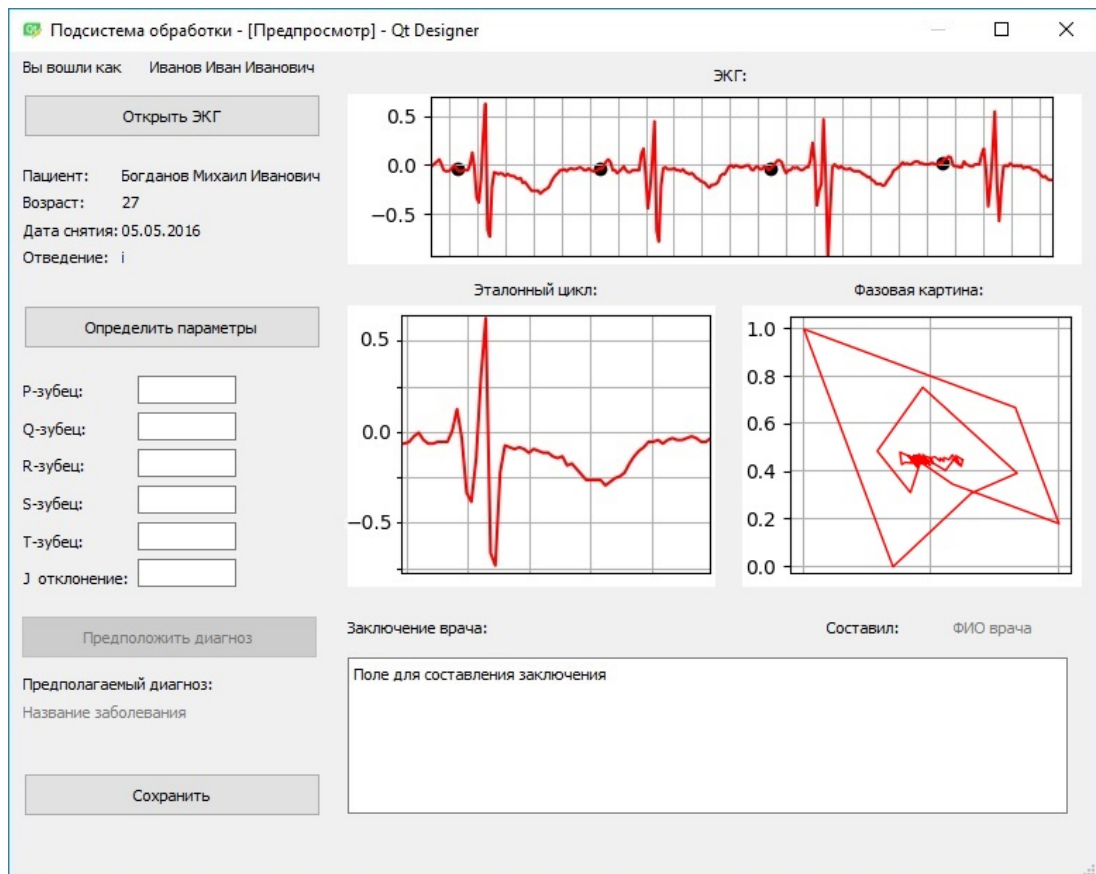 Подсистема обработки - [Предпросмотр] - Qt Designer
Вы вошли как Иванов Иван Иванович
Открыть ЭКГ
Пациент: Богданов Михаил Иванович
Возраст: 27
Дата снятия: 05.05.2016
Отведение: i
Определить параметры
P-зубец:
Q-зубец:
R-зубец:
S-зубец:
T-зубец:
J отклонение:
Предположить диагноз
Предполагаемый диагноз:
Название заболевания
Сохранить
ЭКГ:
0.5
0.0
−0.5
Эталонный цикл:
0.5
0.0
−0.5
Фазовая картина:
1.0
0.8
0.6
0.4
0.2
0.0
Заключение врача:
Составил: ФИО врача
Поле для составления заключения